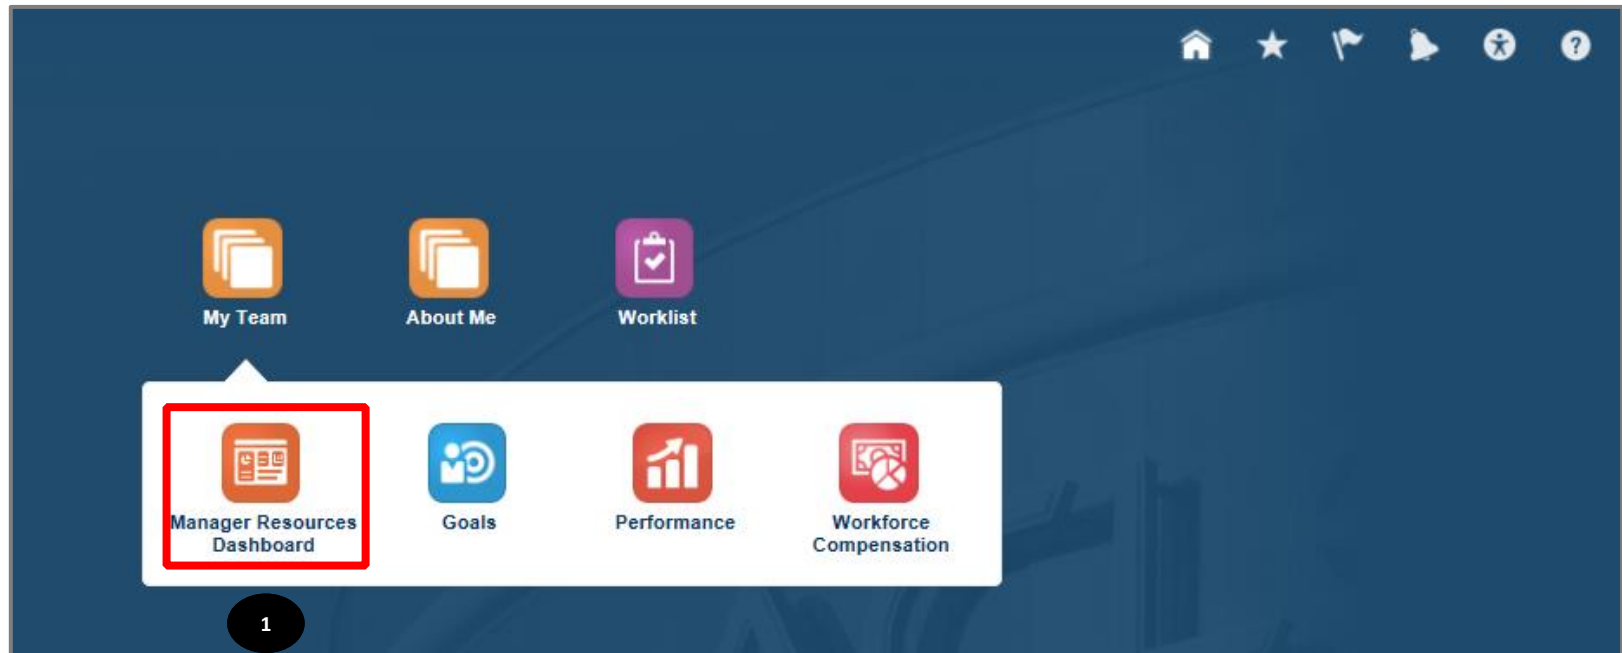 My Team
About Me
Worklist
Manager Resources
Dashboard
Goals
Performance
Workforce
Compensation
1